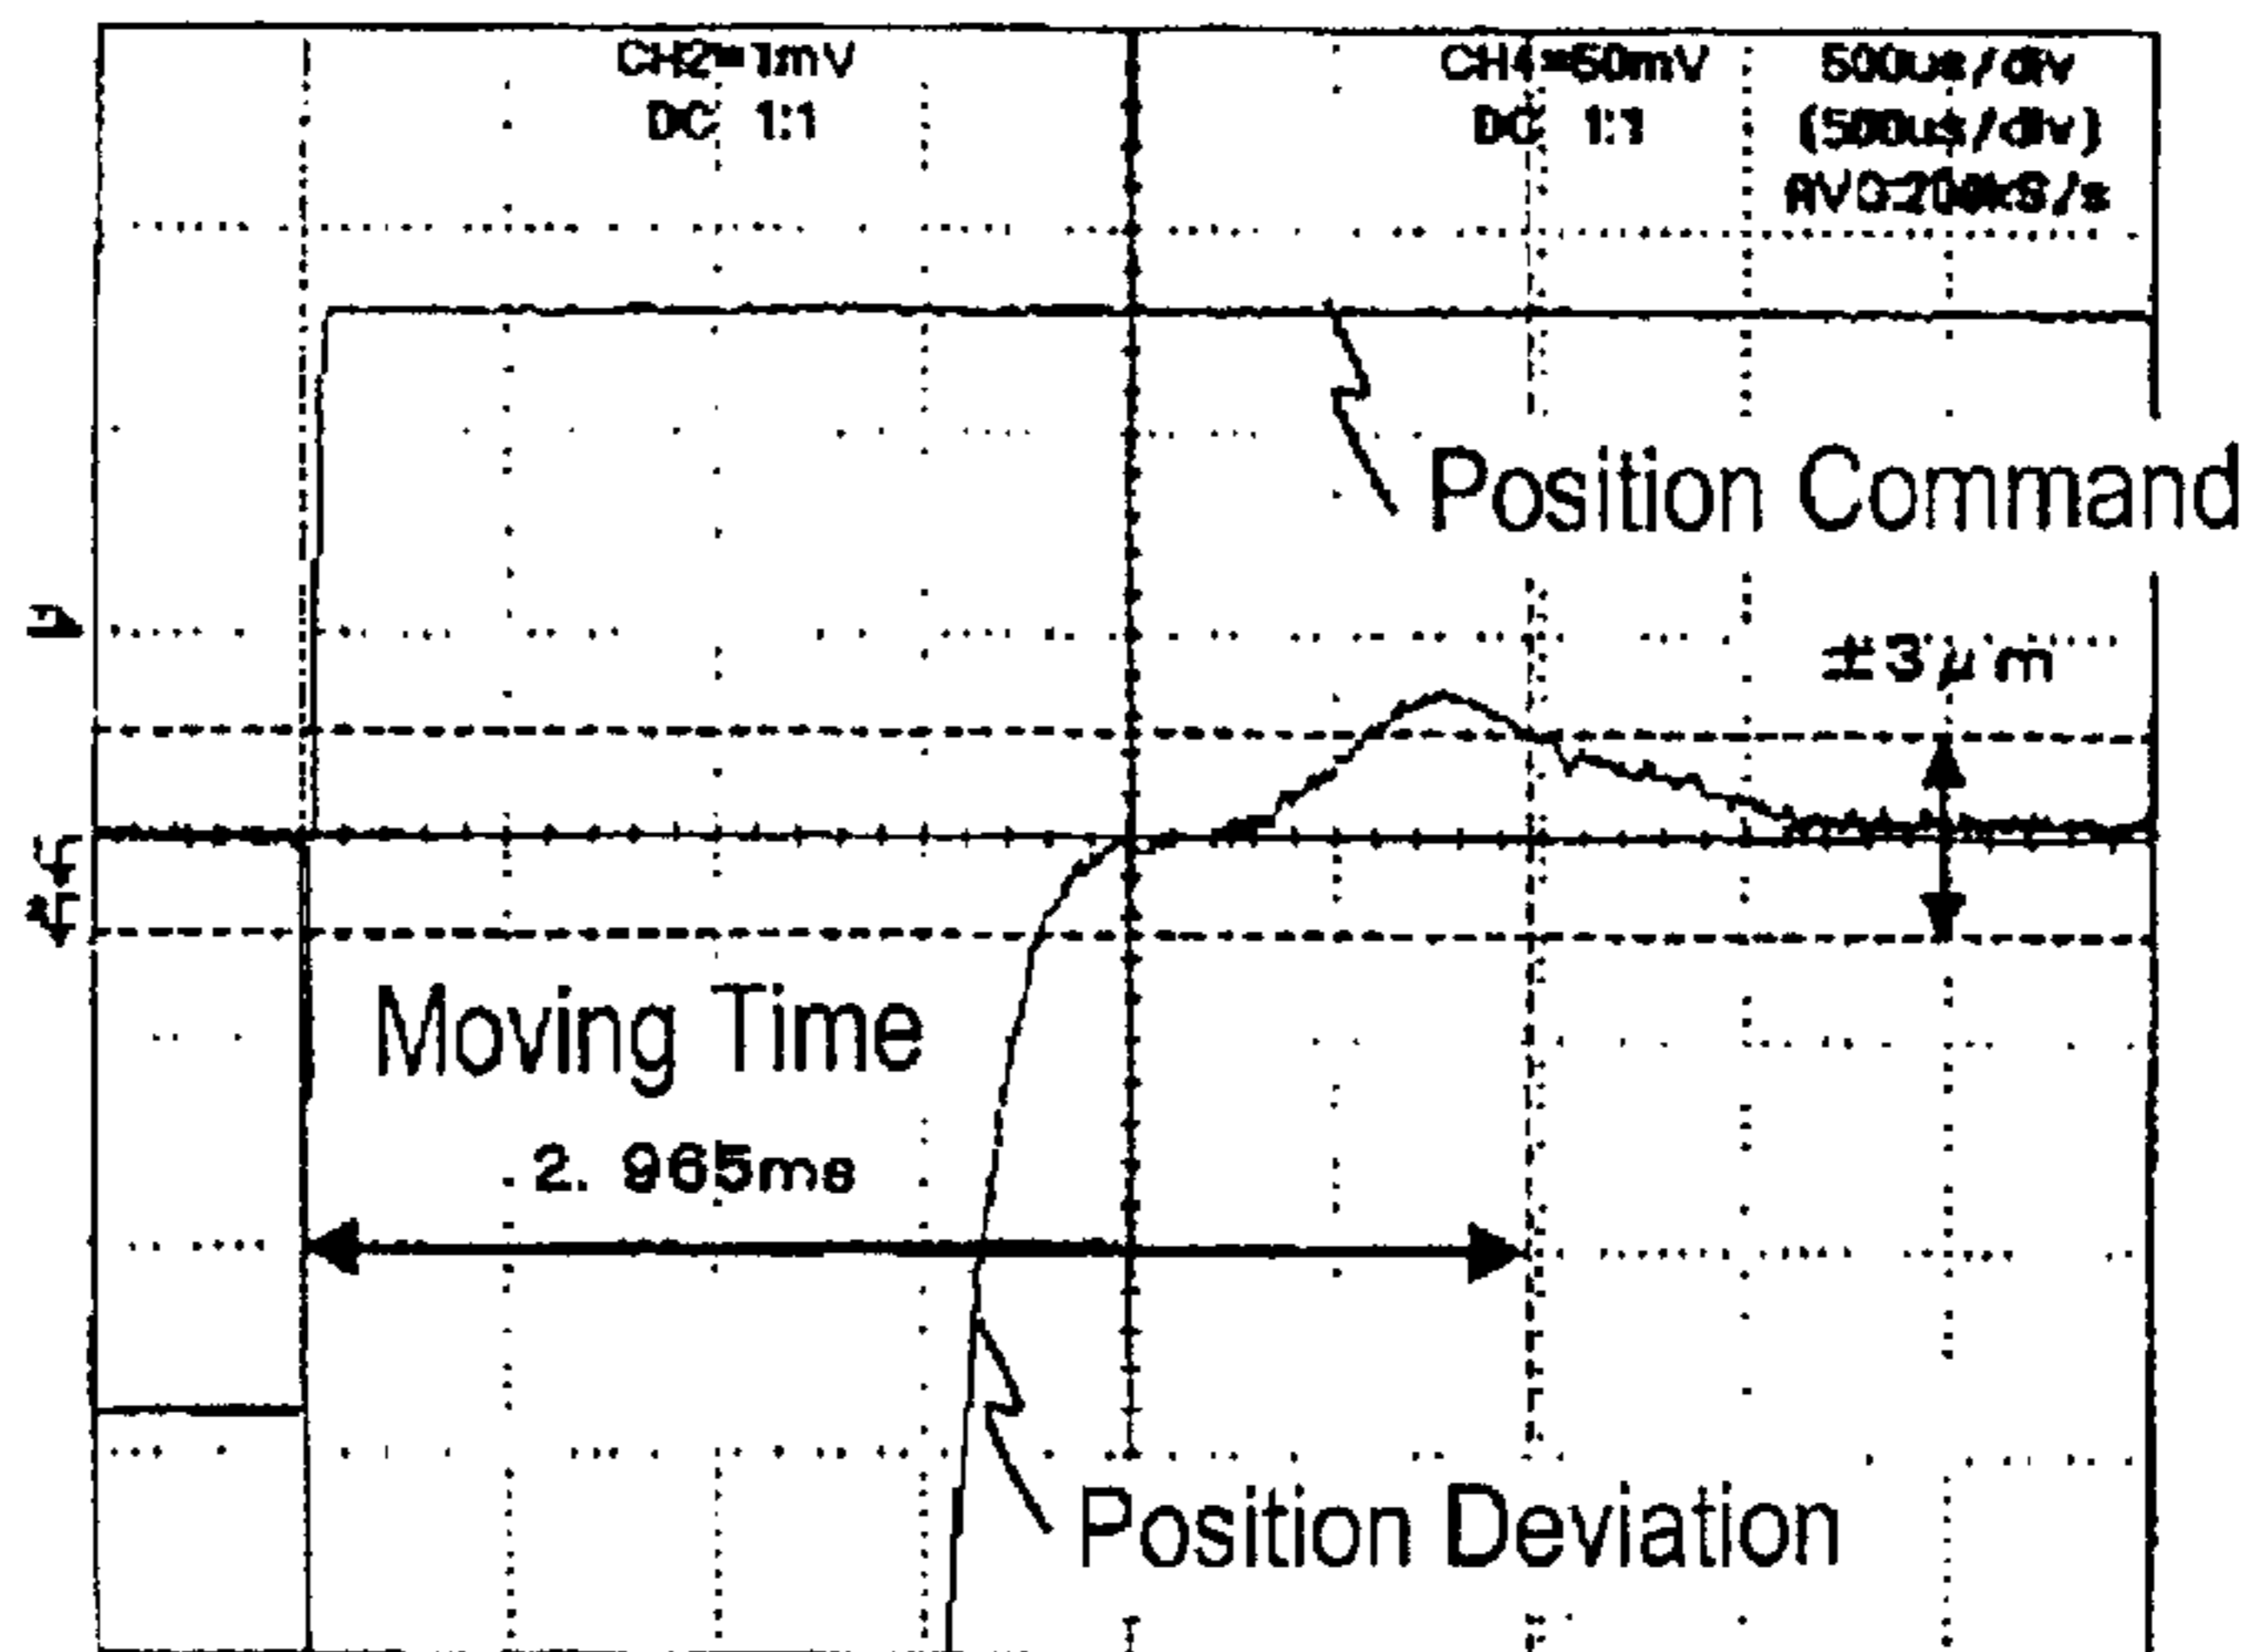 CH2=1mV
DC 1:1
CH4=50mV
DC 1:1
500us/div
(500us/div)
Position Command
±3μm
Moving Time
2. 965ms
Position Deviation